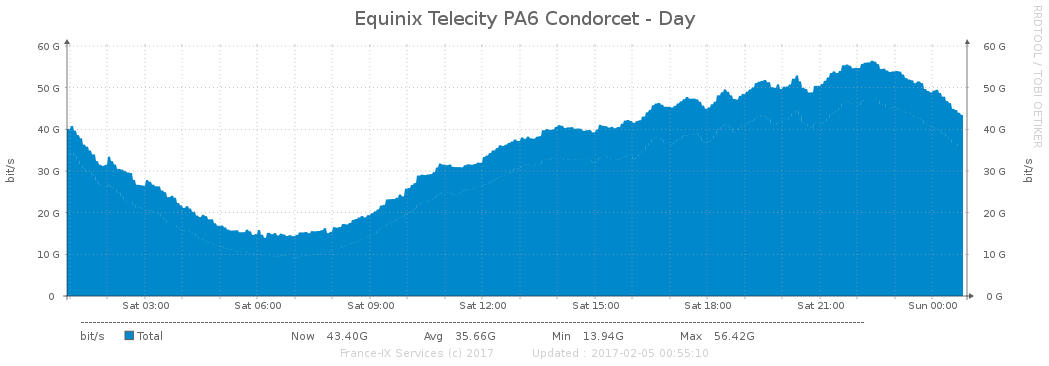 Equinix Telecity PA6 Condorcet - Day
RRDTOOL / TOBI OETIKER
60 G 60 G
50 G 50 G
40 G 40 G
30 G 30 G
20 G 20 G
10 G 10 G
0 0 G
bit/s bit/s
Sat 03:00 Sat 06:00 Sat 09:00 Sat 12:00 Sat 15:00 Sat 18:00 Sat 21:00 Sun 00:00
bit/s Total Now 43.40G Avg 35.66G Min 13.94G Max 56.42G
France-IX Services (c) 2017 Updated : 2017-02-05 00:55:10